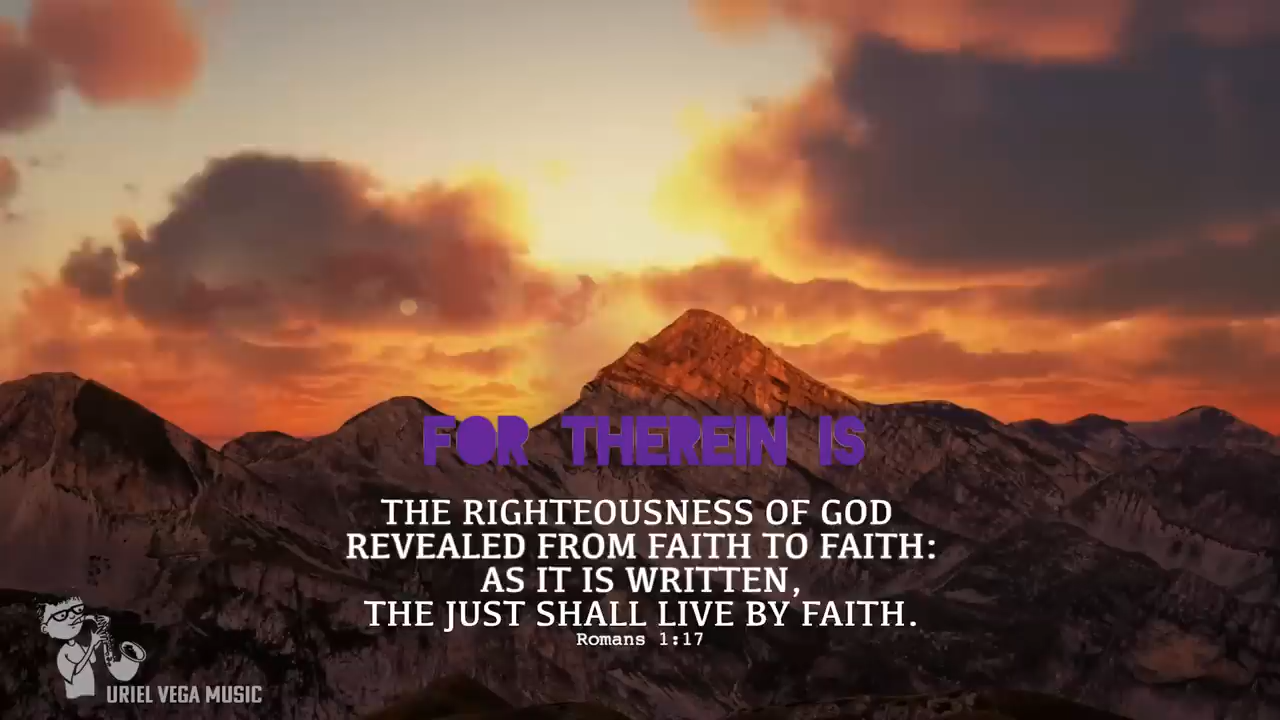 FOR THEREIN IS
THE RIGHTEOUSNESS OF GOD
REVEALED FROM FAITH TO FAITH:
AS IT IS WRITTEN,
THE JUST SHALL LIVE BY FAITH.
Romans 1:17
URIEL VEGA MUSIC